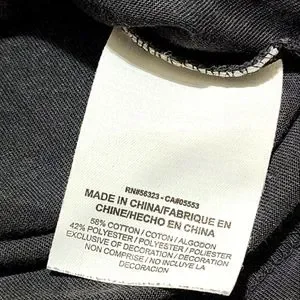 RN#56323 - CA#05553
MADE IN CHINA/FABRIQUE EN
CHINE/HECHO EN CHINA
58% COTTON / COTON / ALGODON
42% POLYESTER / POLYESTER / POLIESTER
EXCLUSIVE OF DECORATION / DECORATION
NON COMPRISE / NO INCLUYE LA
DECORACION